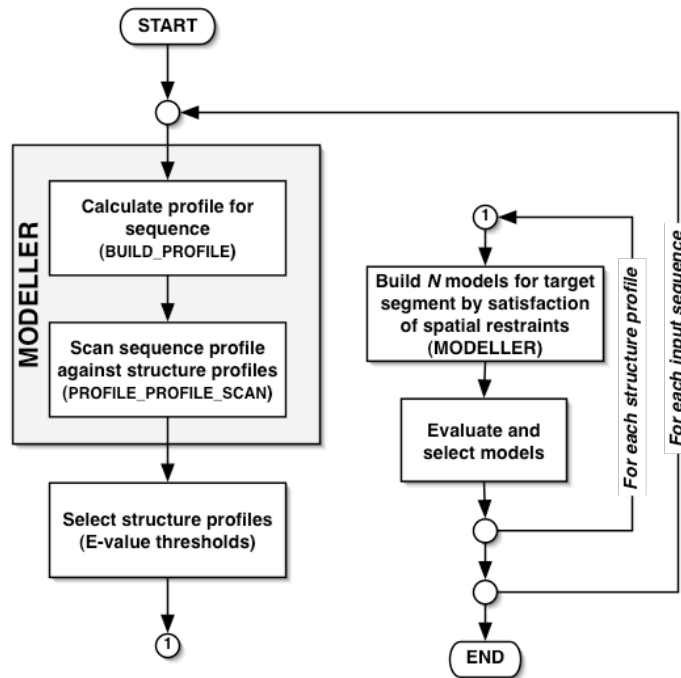 START
MODELLER
Calculate profile for
sequence
(BUILD_PROFILE)
Scan sequence profile
against structure profiles
(PROFILE_PROFILE_SCAN)
Select structure profiles
(E-value thresholds)
1
1
Build N models for target
segment by satisfaction
of spatial restraints
(MODELLER)
Evaluate and
select models
For each structure profile
For each input sequence
END